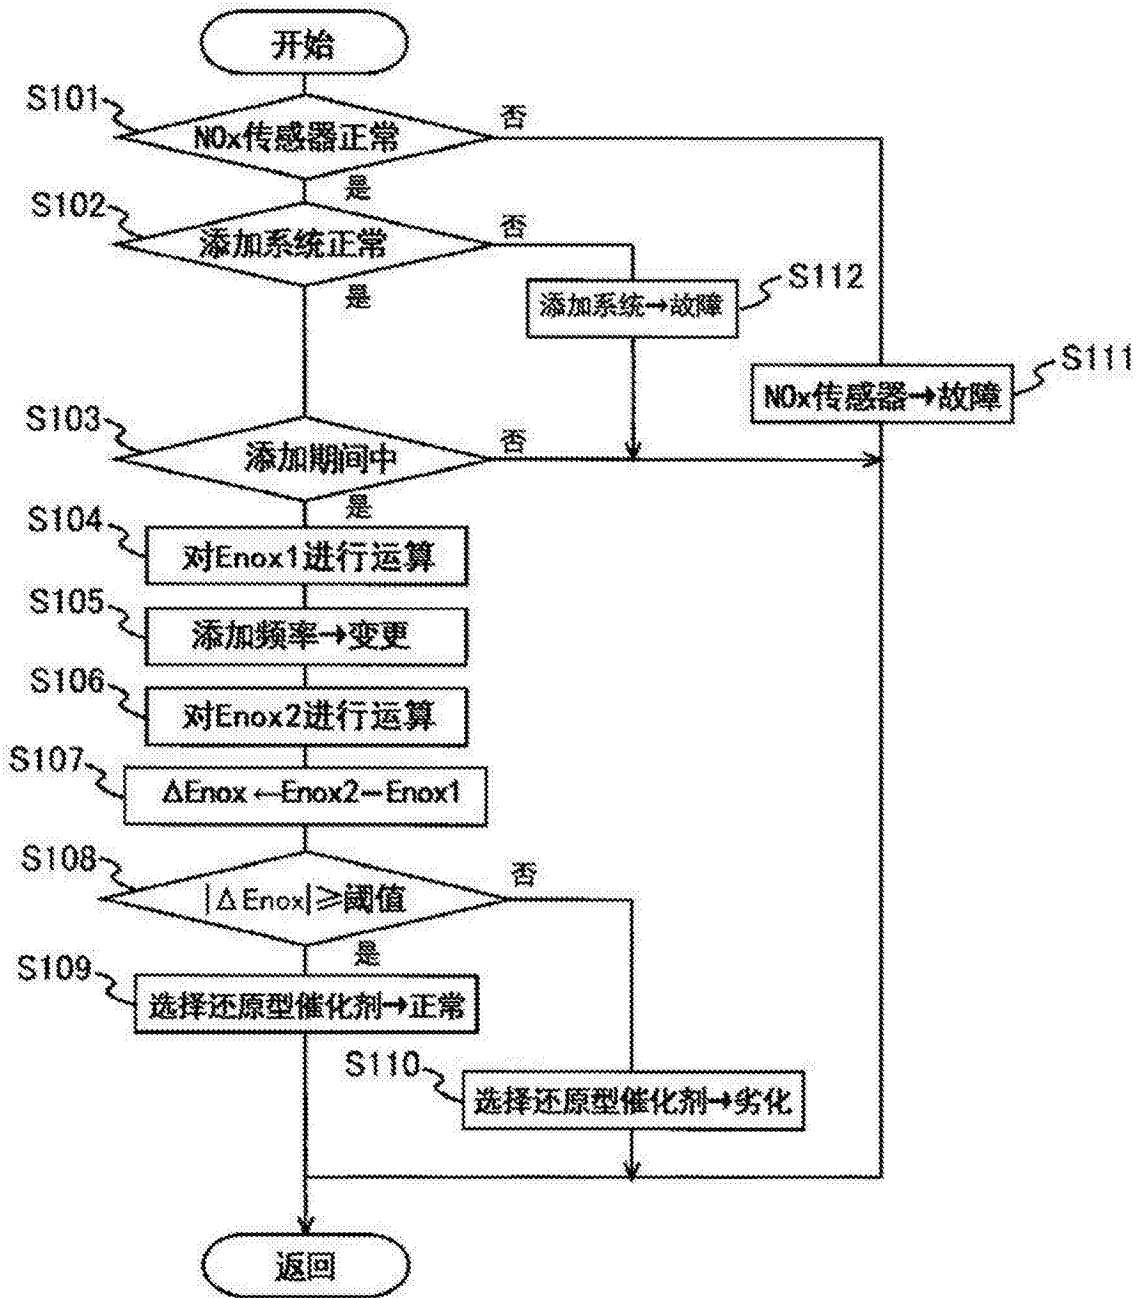 开始
S101
NOx传感器正常
否
是
S102
添加系统正常
否
是
S112
添加系统→故障
S111
NOx传感器→故障
S103
添加期间中
否
是
S104
对Enox1进行运算
S105
添加频率→变更
S106
对Enox2进行运算
S107
ΔEnox←Enox2-Enox1
S108
|ΔEnox|≥阈值
否
是
S109
选择还原型催化剂→正常
S110
选择还原型催化剂→劣化
返回